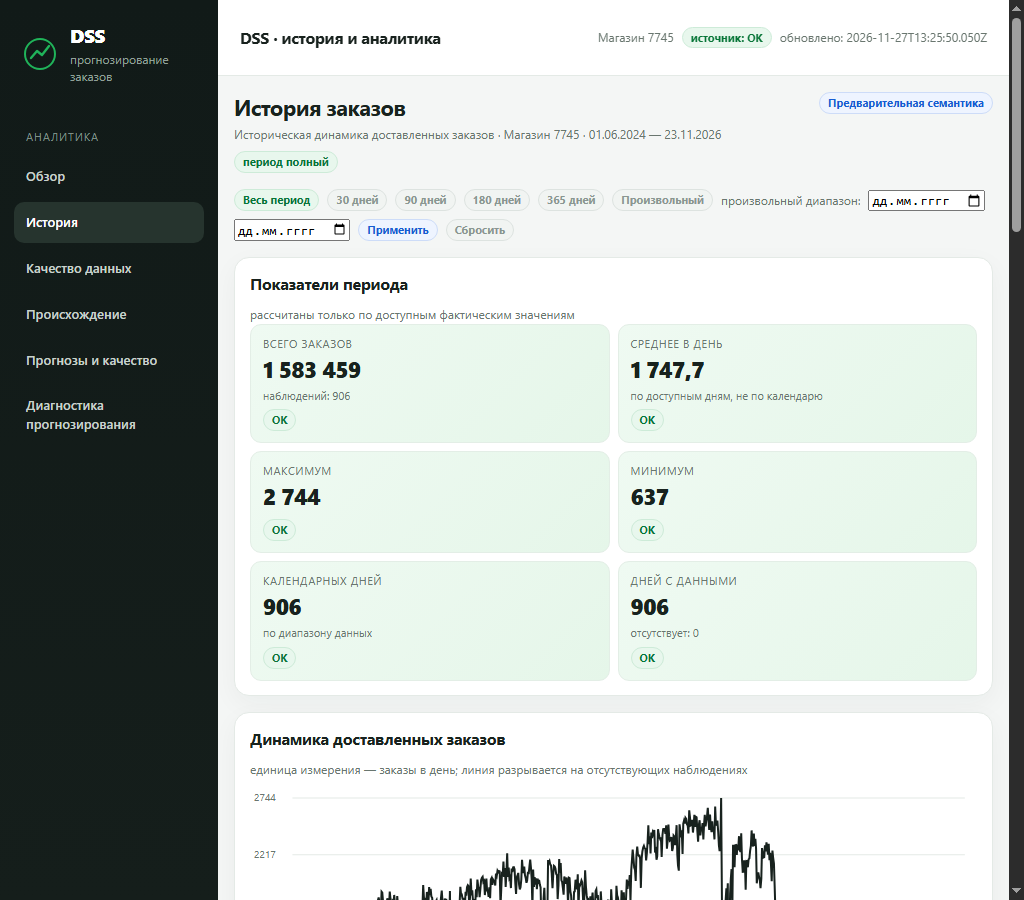 DSS
прогнозирование
заказов
АНАЛИТИКА
Обзор
История
Качество данных
Происхождение
Прогнозы и качество
Диагностика
прогнозирования
DSS · история и аналитика
Магазин 7745 источник: OK обновлено: 2026-11-27T13:25:50.050Z
История заказов
Предварительная семантика
Историческая динамика доставленных заказов · Магазин 7745 · 01.06.2024 — 23.11.2026
период полный
Весь период 30 дней 90 дней 180 дней 365 дней Произвольный произвольный диапазон: дд.мм.гггг
дд.мм.гггг Применить Сбросить
Показатели периода
рассчитаны только по доступным фактическим значениям
ВСЕГО ЗАКАЗОВ
1 583 459
наблюдений: 906
OK
СРЕДНЕЕ В ДЕНЬ
1 747,7
по доступным дням, не по календарю
OK
МАКСИМУМ
2 744
OK
МИНИМУМ
637
OK
КАЛЕНДАРНЫХ ДНЕЙ
906
по диапазону данных
OK
ДНЕЙ С ДАННЫМИ
906
отсутствует: 0
OK
Динамика доставленных заказов
единица измерения — заказы в день; линия разрывается на отсутствующих наблюдениях
2744
2217